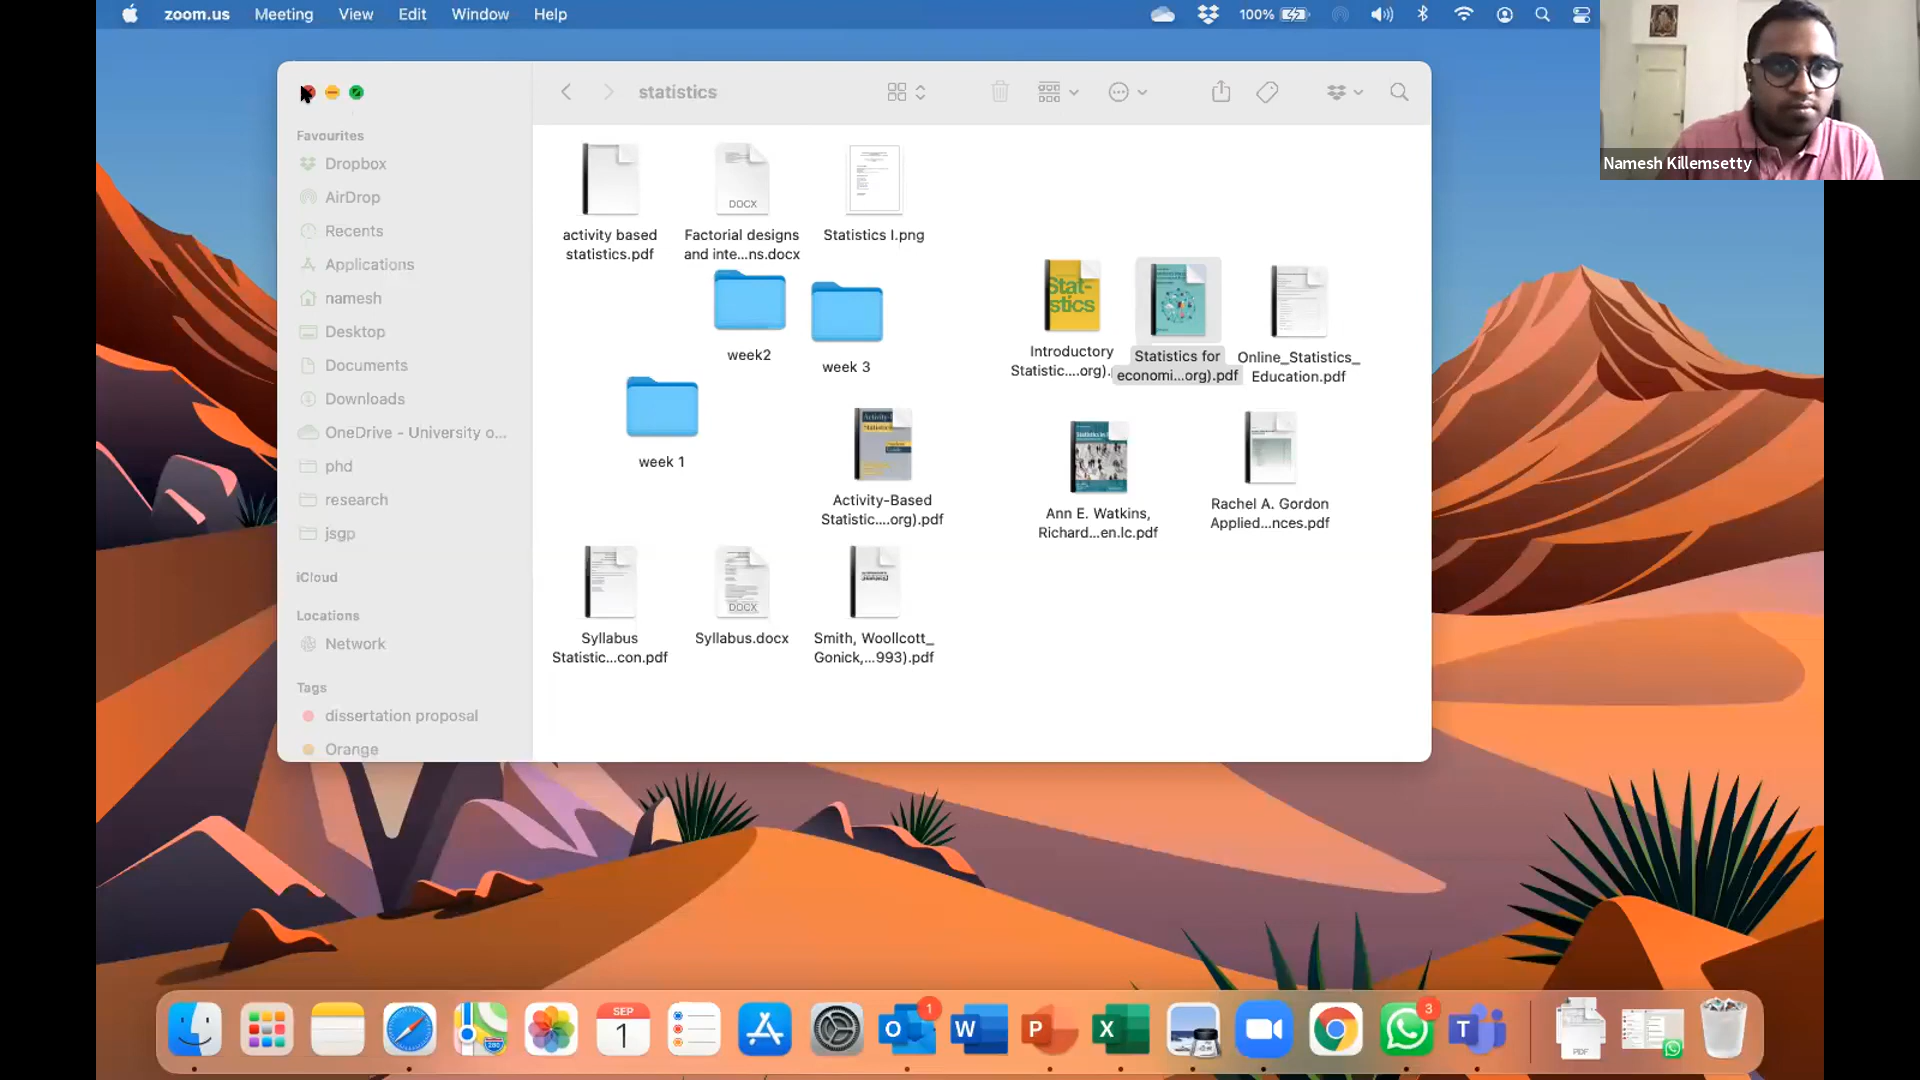 zoom.us Meeting View Edit Window Help
100%
Namesh Killemsetty
statistics
Favourites
Dropbox
AirDrop
Recents
Applications
namesh
Desktop
Documents
Downloads
OneDrive - University o...
phd
research
jsgp
iCloud
Locations
Network
Tags
dissertation proposal
Orange
activity based
statistics.pdf
DOCX
Factorial designs
and inte...ns.docx
Statistics I.png
week2
week 3
week 1
Stat-
stics
Introductory
Statistic....org).
Statistics for
economi...org).pdf
Online_Statistics_
Education.pdf
Activity-Based
Statistic....org).pdf
Ann E. Watkins,
Richard...en.lc.pdf
Rachel A. Gordon
Applied...nces.pdf
Syllabus
Statistic...con.pdf
DOCX
Syllabus.docx
Smith, Woollcott_
Gonick,...993).pdf
SEP
1
O
1
W
P
X
3
T
PDF